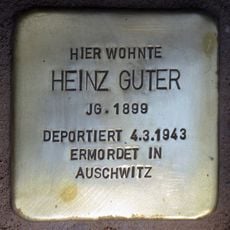 HIER WOHNTE
HEINZ GUTER
JG. 1899
DEPORTIERT 4.3.1943
ERMORDET IN
AUSCHWITZ